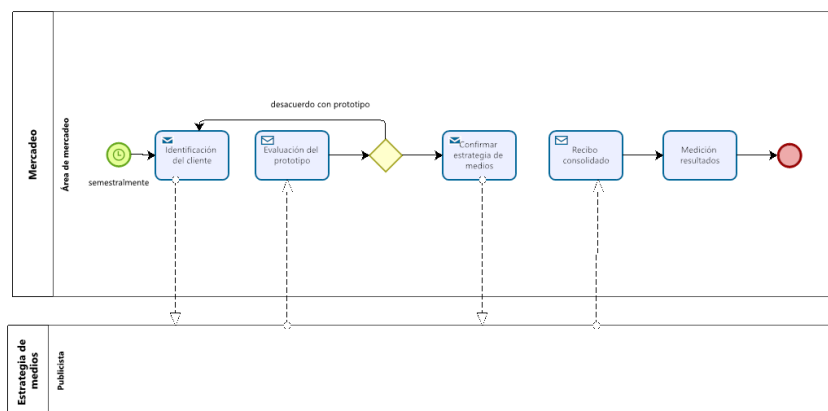 Mercadeo
Área de mercadeo
desacuerdo con prototipo
semestralmente
Identificación
del cliente
Evaluación del
prototipo
Confirmar
estrategia de
medios
Recibo
consolidado
Medición
resultados
Estrategia de
medios
Publicista